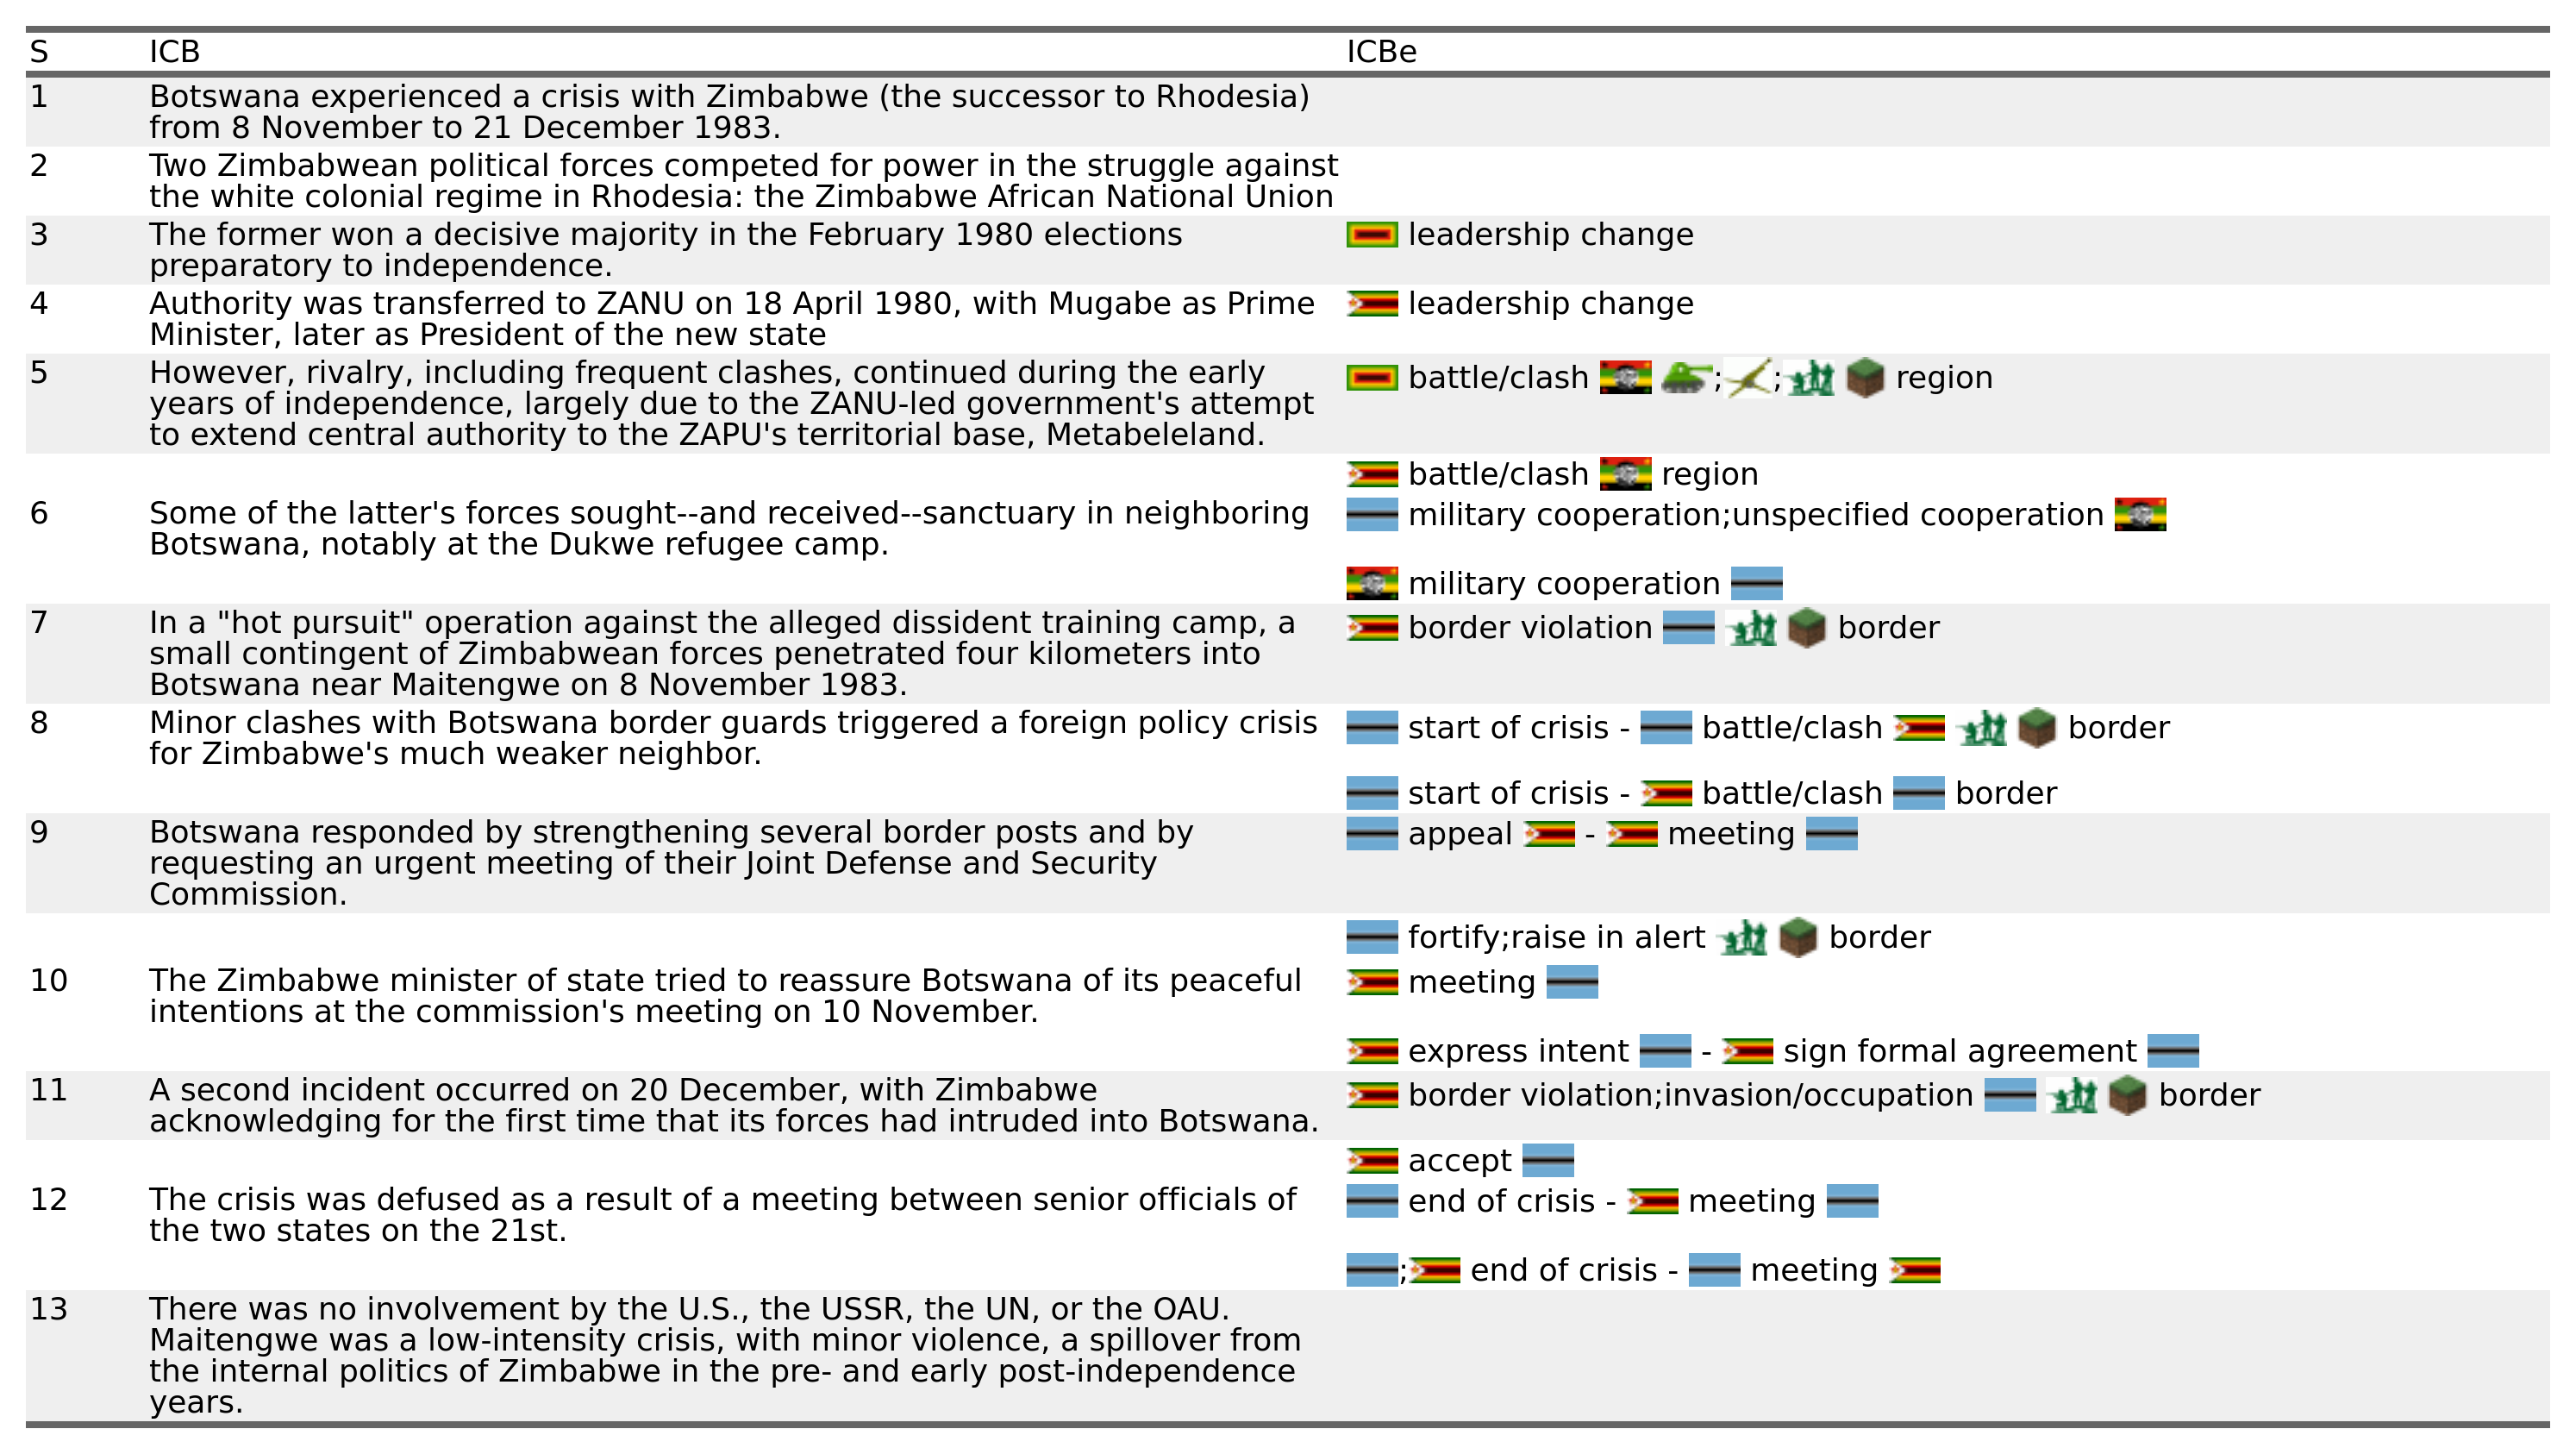 S ICB ICBe
1 Botswana experienced a crisis with Zimbabwe (the successor to Rhodesia)
from 8 November to 21 December 1983.
2 Two Zimbabwean political forces competed for power in the struggle against
the white colonial regime in Rhodesia: the Zimbabwe African National Union
3 The former won a decisive majority in the February 1980 elections leadership change
preparatory to independence.
4 Authority was transferred to ZANU on 18 April 1980, with Mugabe as Prime leadership change
Minister, later as President of the new state
5 However, rivalry, including frequent clashes, continued during the early battle/clash ; ; region
years of independence, largely due to the ZANU-led government's attempt
to extend central authority to the ZAPU's territorial base, Metabeleland.
battle/clash region
6 Some of the latter's forces sought--and received--sanctuary in neighboring military cooperation;unspecified cooperation
Botswana, notably at the Dukwe refugee camp.
military cooperation
7 In a "hot pursuit" operation against the alleged dissident training camp, a border violation border
small contingent of Zimbabwean forces penetrated four kilometers into
Botswana near Maitengwe on 8 November 1983.
8 Minor clashes with Botswana border guards triggered a foreign policy crisis start of crisis - battle/clash border
for Zimbabwe's much weaker neighbor.
start of crisis - battle/clash border
9 Botswana responded by strengthening several border posts and by appeal - meeting
requesting an urgent meeting of their Joint Defense and Security
Commission.
fortify;raise in alert border
10 The Zimbabwe minister of state tried to reassure Botswana of its peaceful meeting
intentions at the commission's meeting on 10 November.
express intent - sign formal agreement
11 A second incident occurred on 20 December, with Zimbabwe border violation;invasion/occupation border
acknowledging for the first time that its forces had intruded into Botswana.
accept
12 The crisis was defused as a result of a meeting between senior officials of end of crisis - meeting
the two states on the 21st.
; end of crisis - meeting
13 There was no involvement by the U.S., the USSR, the UN, or the OAU.
Maitengwe was a low-intensity crisis, with minor violence, a spillover from
the internal politics of Zimbabwe in the pre- and early post-independence
years.